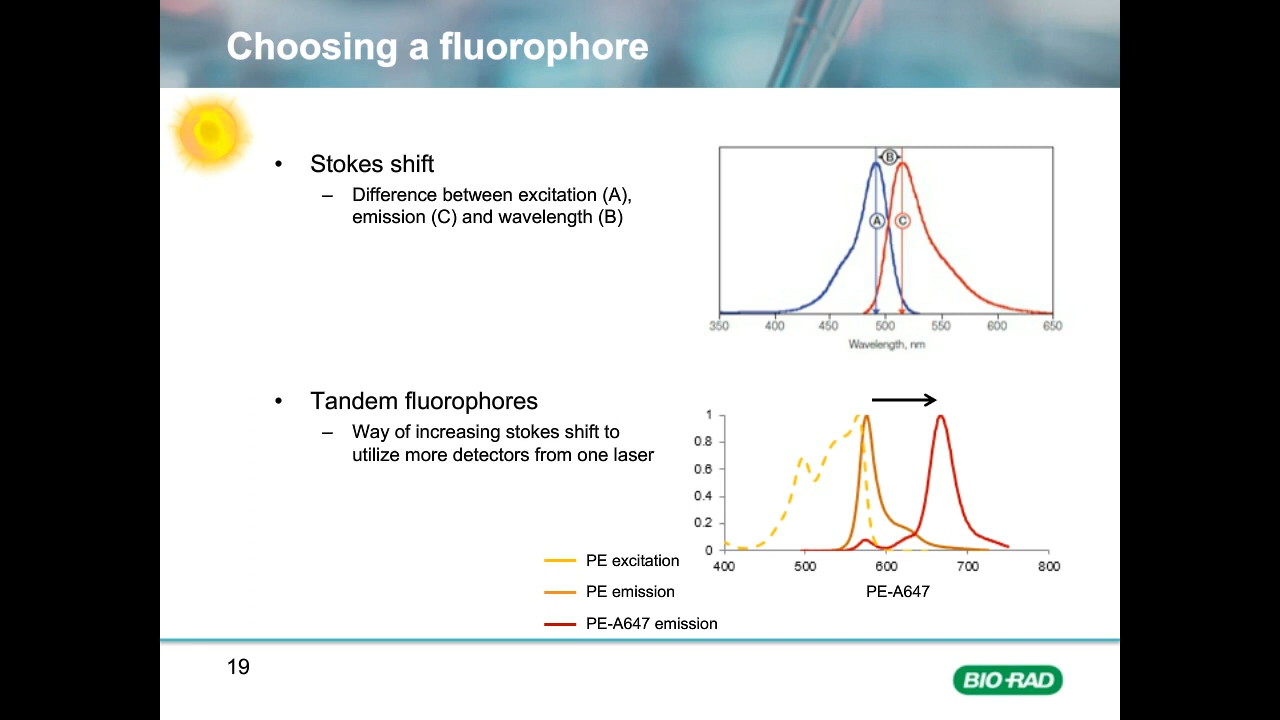 Choosing a fluorophore
• Stokes shift
– Difference between excitation (A),
emission (C) and wavelength (B)
B
A C
350 400 450 500 550 600 650
Wavelength, nm
• Tandem fluorophores
– Way of increasing stokes shift to
utilize more detectors from one laser
1
0.8
0.6
0.4
0.2
0
400 500 600 700 800
PE-A647
PE excitation
PE emission
PE-A647 emission
19
BIO-RAD